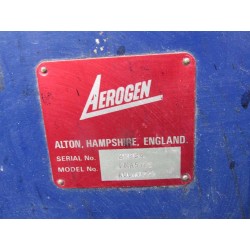 AEROGEN
ALTON, HAMPSHIRE, ENGLAND.
SERIAL No.
MODEL No.